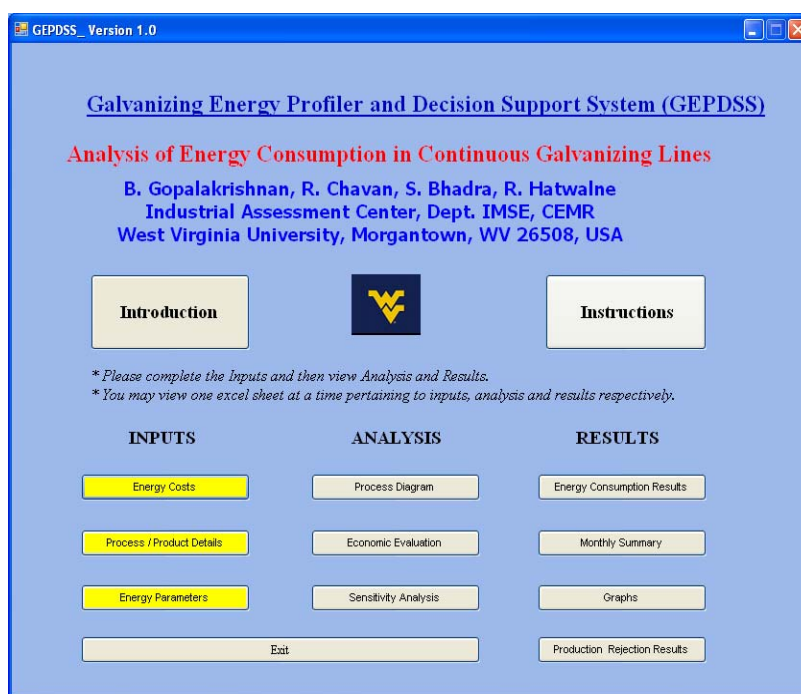 GEPDSS_ Version 1.0
Galvanizing Energy Profiler and Decision Support System (GEPDSS)
Analysis of Energy Consumption in Continuous Galvanizing Lines
B. Gopalakrishnan, R. Chavan, S. Bhadra, R. Hatwalne
Industrial Assessment Center, Dept. IMSE, CEMR
West Virginia University, Morgantown, WV 26508, USA
Introduction
Instructions
* Please complete the Inputs and then view Analysis and Results.
* You may view one excel sheet at a time pertaining to inputs, analysis and results respectively.
INPUTS ANALYSIS RESULTS
Energy Costs Process Diagram Energy Consumption Results
Process / Product Details Economic Evaluation Monthly Summary
Energy Parameters Sensitivity Analysis Graphs
Exit Production Rejection Results